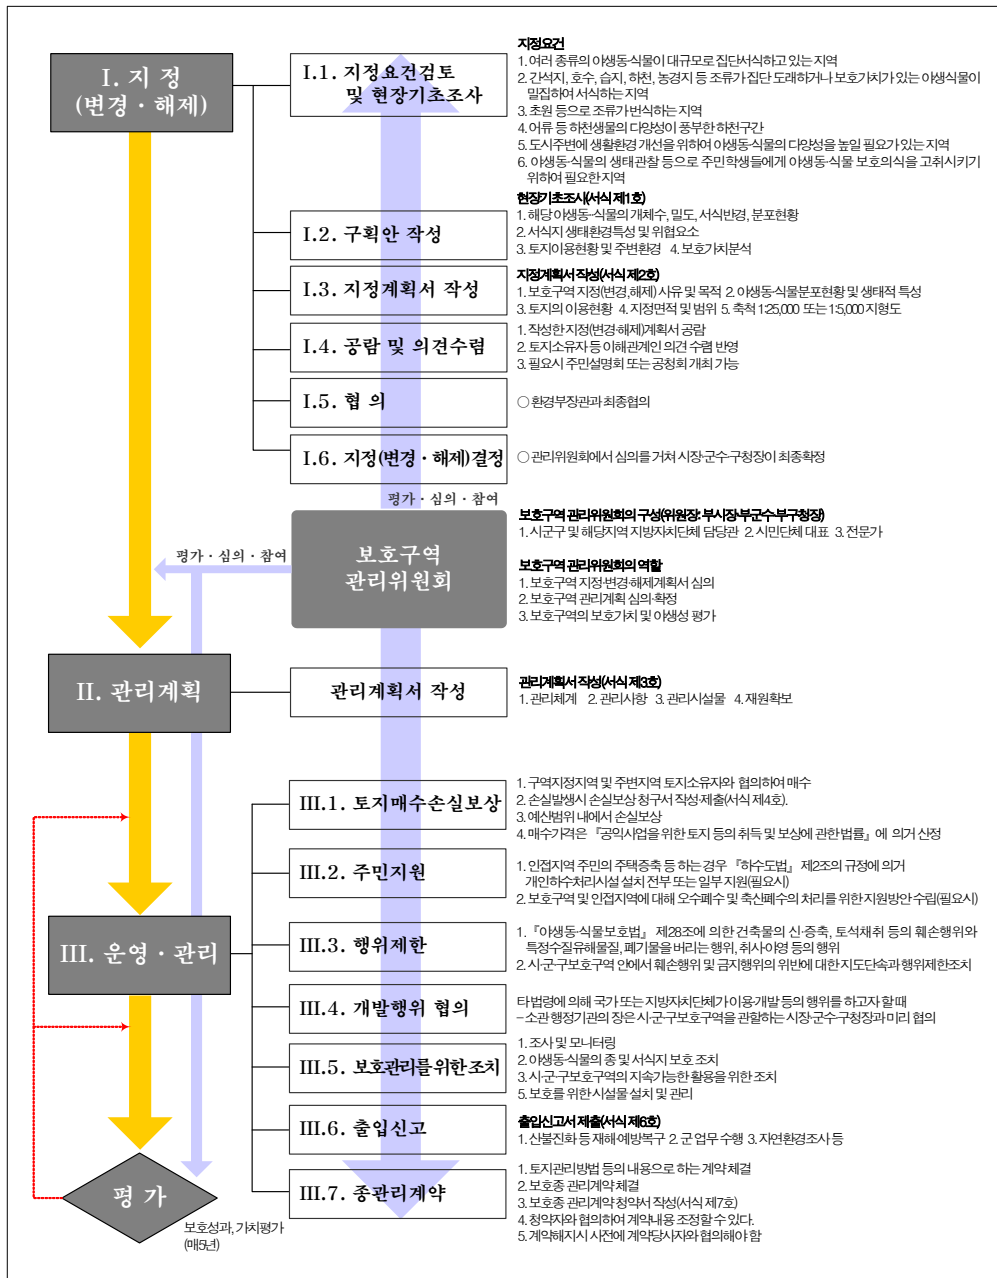 I. 지 정
(변경 · 해제)
I.1. 지정요건검토
및 현장기초조사
지정요건
1. 여러 종류의 야생동·식물이 대규모로 집단서식하고 있는 지역
2. 간석지, 호수, 습지, 하천, 농경지 등 조류가 집단 도래하거나 보호가치가 있는 야생식물이
밀집하여 서식하는 지역
3. 초원 등으로 조류가 번식하는 지역
4. 어류 등 하천생물의 다양성이 풍부한 하천구간
5. 도시주변에 생활환경 개선을 위하여 야생동·식물의 다양성을 높일 필요가 있는 지역
6. 야생동·식물의 생태관찰 등으로 주민학생들에게 야생동·식물 보호의식을 고취시키기
위하여 필요한 지역
현장기초조사(서식 제1호)
1. 해당 야생동·식물의 개체수, 밀도, 서식반경, 분포현황
2. 서식지 생태환경특성 및 위협요소
3. 토지이용현황 및 주변환경 4. 보호가치분석
I.2. 구획안 작성
I.3. 지정계획서 작성
지정계획서 작성(서식 제2호)
1. 보호구역 지정(변경,해제) 사유 및 목적 2. 야생동·식물분포현황 및 생태적 특성
3. 토지의 이용현황 4. 지정면적 및 범위 5. 축척 1:25,000 또는 1:5,000 지형도
I.4. 공람 및 의견수렴
1. 작성한 지정(변경·해제)계획서 공람
2. 토지소유자 등 이해관계인 의견 수렴 반영
3. 필요시 주민설명회 또는 공청회 개최 가능
I.5. 협 의
○ 환경부장관과 최종협의
I.6. 지정(변경 · 해제)결정
○ 관리위원회에서 심의를 거쳐 시장·군수·구청장이 최종확정
평가 · 심의 · 참여
보호구역
관리위원회
평가 · 심의 · 참여
보호구역 관리위원회의 구성(위원장: 부시장·부군수·부구청장)
1. 시군구 및 해당지역 지방자치단체 담당관 2. 시민단체 대표 3. 전문가
보호구역 관리위원회의 역할
1. 보호구역 지정·변경·해제계획서 심의
2. 보호구역 관리계획 심의·확정
3. 보호구역의 보호가치 및 야생성 평가
II. 관리계획
관리계획서 작성
관리계획서 작성(서식 제3호)
1. 관리체계 2. 관리사항 3. 관리시설물 4. 재원확보
III.1. 토지매수손실보상
1. 구역지정지역 및 주변지역 토지소유자와 협의하여 매수
2. 손실발생시 손실보상 청구서 작성·제출(서식 제4호).
3. 예산범위 내에서 손실보상
4. 매수가격은 『공익사업을 위한 토지 등의 취득 및 보상에 관한 법률』에 의거 산정
III.2. 주민지원
1. 인접지역 주민의 주택증축 등 하는 경우 『하수도법』 제2조의 규정에 의거
개인하수처리시설 설치 전부 또는 일부 지원(필요시)
2. 보호구역 및 인접지역에 대해 오수폐수 및 축산폐수의 처리를 위한 지원방안 수립(필요시)
III. 운영 · 관리
III.3. 행위제한
1. 『야생동·식물보호법』 제28조에 의한 건축물의 신·증축, 토석채취 등의 훼손행위와
특정수질유해물질, 폐기물을 버리는 행위, 취사·야영 등의 행위
2. 시·군·구보호구역 안에서 훼손행위 및 금지행위의 위반에 대한 지도단속과 행위제한조치
III.4. 개발행위 협의
타 법령에 의해 국가 또는 지방자치단체가 이용·개발 등의 행위를 하고자 할 때
– 소관 행정기관의 장은 시·군·구보호구역을 관할하는 시장·군수·구청장과 미리 협의
III.5. 보호관리를위한조치
1. 조사 및 모니터링
2. 야생동·식물의 종 및 서식지 보호 조치
3. 시·군·구보호구역의 지속가능한 활용을 위한 조치
5. 보호를 위한 시설물 설치 및 관리
III.6. 출입신고
출입신고서 제출(서식 제6호)
1. 산불진화 등 재해·예방복구 2. 군 업무 수행 3. 자연환경조사 등
III.7. 종관리계약
1. 토지관리방법 등의 내용으로 하는 계약 체결
2. 보호종 관리계약 체결
3. 보호종 관리계약 청약서 작성(서식 제7호)
4. 청약자와 협의하여 계약내용 조정할 수 있다.
5. 계약해지시 사전에 계약당사자와 협의해야 함
평 가
보호성과, 가치평가
(매5년)